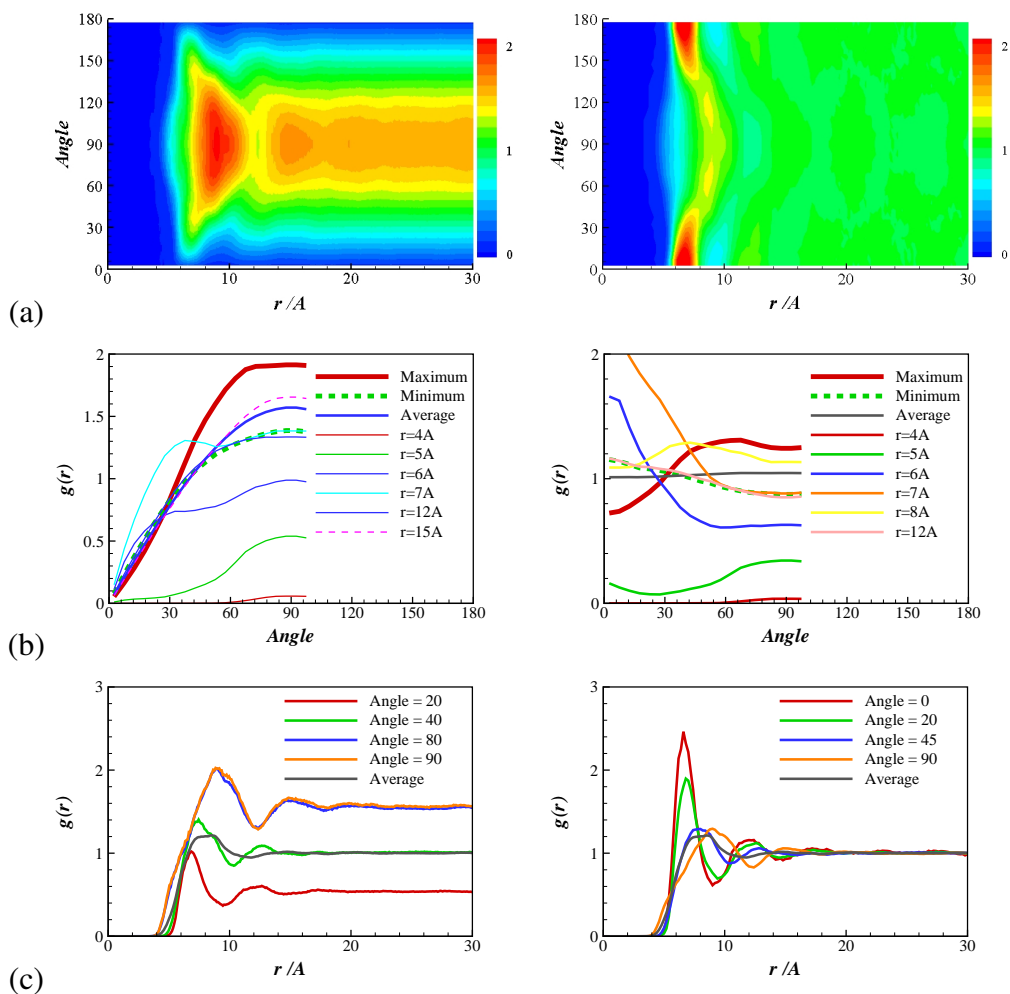 180
150
120
90
60
30
0
Angle
0
10
20
30
r /A
2
1
0
180
150
120
90
60
30
0
Angle
0
10
20
30
r /A
2
1
0
(a)
2
1.5
1
0.5
0
g(r)
Maximum
Minimum
Average
r=4A
r=5A
r=6A
r=7A
r=12A
r=15A
0
30
60
90
120
150
180
Angle
2
1.5
1
0.5
0
g(r)
Maximum
Minimum
Average
r=4A
r=5A
r=6A
r=7A
r=8A
r=12A
0
30
60
90
120
150
180
Angle
(b)
3
2
1
0
g(r)
Angle = 20
Angle = 40
Angle = 80
Angle = 90
Average
0
10
20
30
r /A
3
2
1
0
g(r)
Angle = 0
Angle = 20
Angle = 45
Angle = 90
Average
0
10
20
30
r /A
(c)